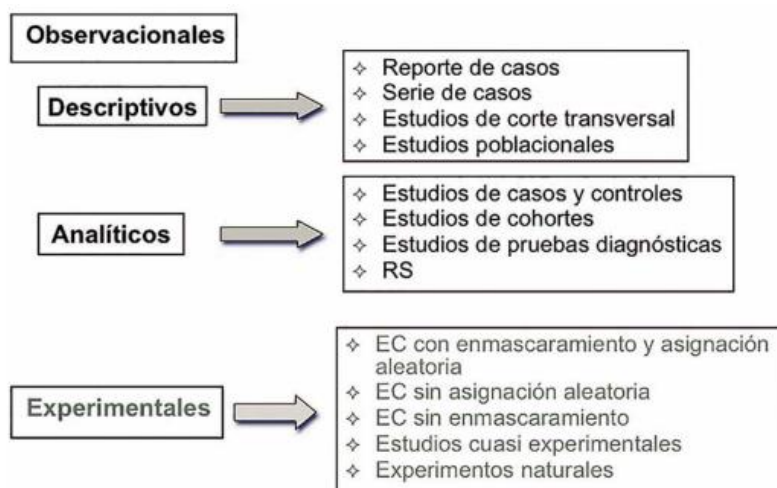 Observacionales
Descriptivos
✧ Reporte de casos
✧ Serie de casos
✧ Estudios de corte transversal
✧ Estudios poblacionales
Analíticos
✧ Estudios de casos y controles
✧ Estudios de cohortes
✧ Estudios de pruebas diagnósticas
✧ RS
Experimentales
✧ EC con enmascaramiento y asignación
aleatoria
✧ EC sin asignación aleatoria
✧ EC sin enmascaramiento
✧ Estudios cuasi experimentales
✧ Experimentos naturales